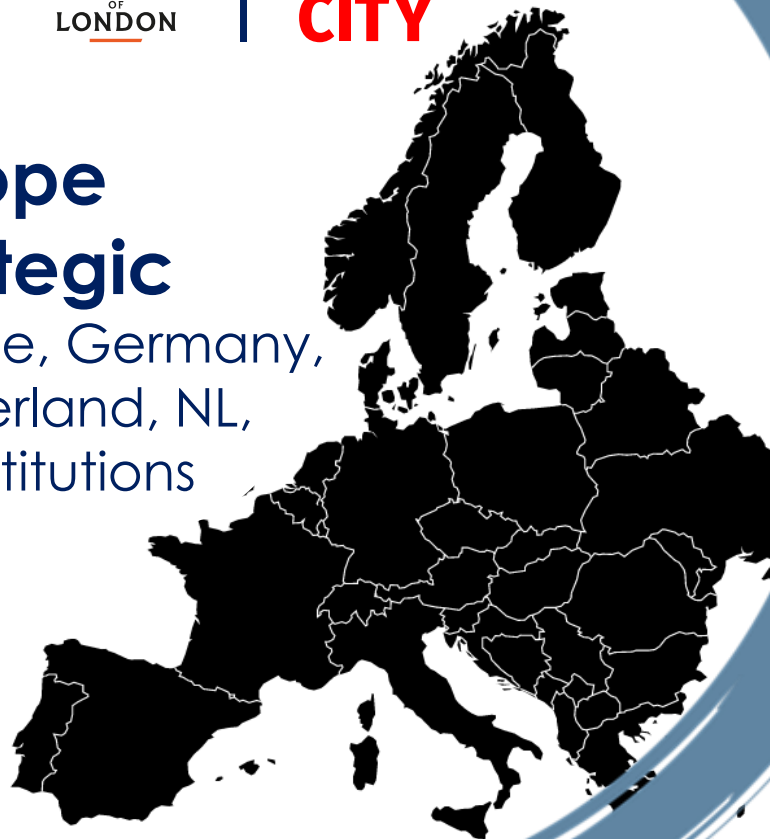 OF
LONDON
CITY
ope
tegic
e, Germany,
erland, NL,
titutions